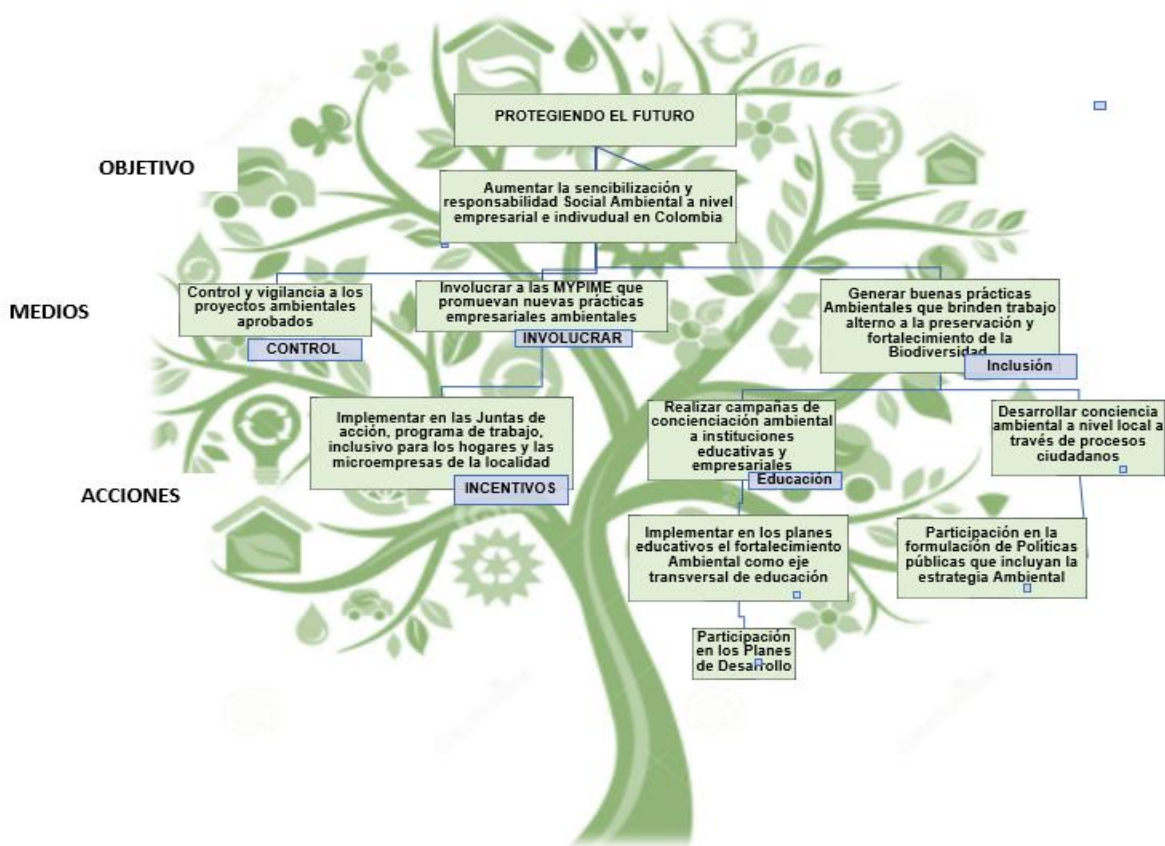 PROTEGIENDO EL FUTURO
OBJETIVO
Aumentar la sencibilización y
responsabilidad Social Ambiental a nivel
empresarial e indivudual en Colombia
MEDIOS
Control y vigilancia a los
proyectos ambientales
aprobados
CONTROL
Involucrar a las MYPIME que
promuevan nuevas prácticas
empresariales ambientales
INVOLUCRAR
Generar buenas prácticas
Ambientales que brinden trabajo
alterno a la preservación y
fortalecimiento de la
Biodiversidad
Inclusión
ACCIONES
Implementar en las Juntas de
acción, programa de trabajo,
inclusivo para los hogares y las
microempresas de la localidad
INCENTIVOS
Realizar campañas de
concienciación ambiental
a instituciones
educativas y
empresariales
Educación
Desarrollar conciencia
ambiental a nivel local a
través de procesos
ciudadanos
Implementar en los planes
educativos el fortalecimiento
Ambiental como eje
transversal de educación
Participación en la
formulación de Políticas
públicas que incluyan la
estrategia Ambiental
Participación
en los Planes
de Desarrollo